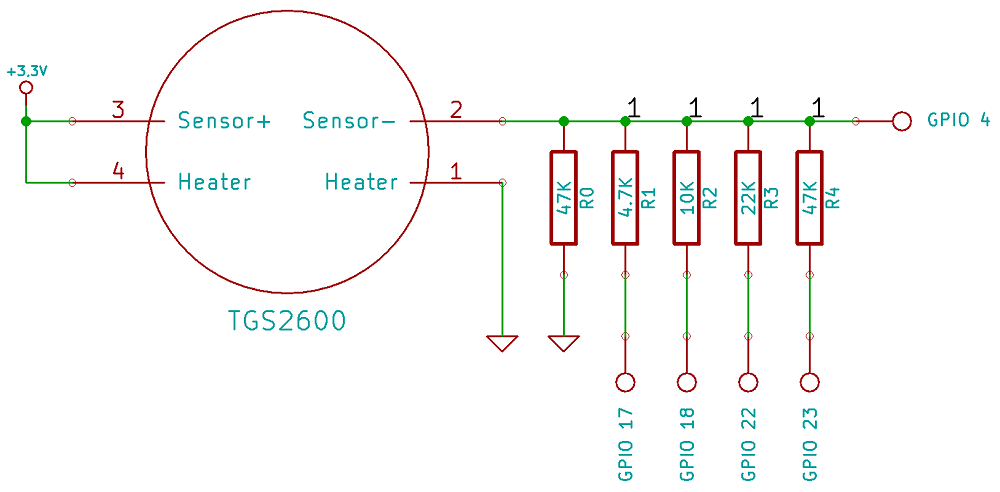 +3,3V
3
Sensor+
Sensor-
2
1
1
1
1
GPIO 4
4
Heater
Heater
1
47K
R0
4.7K
R1
10K
R2
22K
R3
47K
R4
TGS2600
GPIO 17
GPIO 18
GPIO 22
GPIO 23